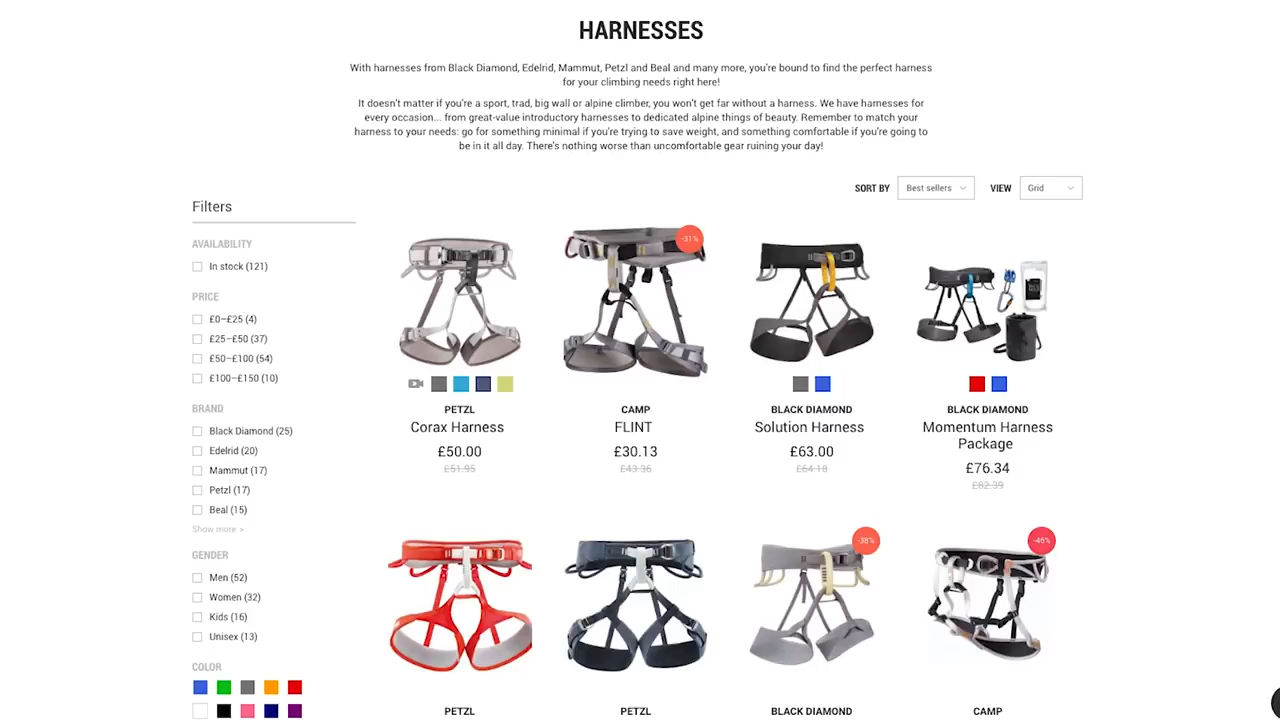 HARNESSES
With harnesses from Black Diamond, Edelrid, Mammut, Petzl and Beal and many more, you're bound to find the perfect harness
for your climbing needs right here!
It doesn't matter if you're a sport, trad, big wall or alpine climber, you won't get far without a harness. We have harnesses for
every occasion... from great-value introductory harnesses to dedicated alpine things of beauty. Remember to match your
harness to your needs: go for something minimal if you're trying to save weight, and something comfortable if you're going to
be in it all day. There's nothing worse than uncomfortable gear ruining your day!
SORT BY Best sellers VIEW Grid
Filters
AVAILABILITY
In stock (121)
PRICE
£0–£25 (4)
£25–£50 (37)
£50–£100 (54)
£100–£150 (10)
BRAND
Black Diamond (25)
Edelrid (20)
Mammut (17)
Petzl (17)
Beal (15)
Show more >
GENDER
Men (52)
Women (32)
Kids (16)
Unisex (13)
COLOR
PETZL
Corax Harness
£50.00
£51.95
-31%
CAMP
FLINT
£30.13
£43.36
BLACK DIAMOND
Solution Harness
£63.00
£64.18
BLACK DIAMOND
Momentum Harness
Package
£76.34
£82.39
PETZL
PETZL
-38%
BLACK DIAMOND
-46%
CAMP